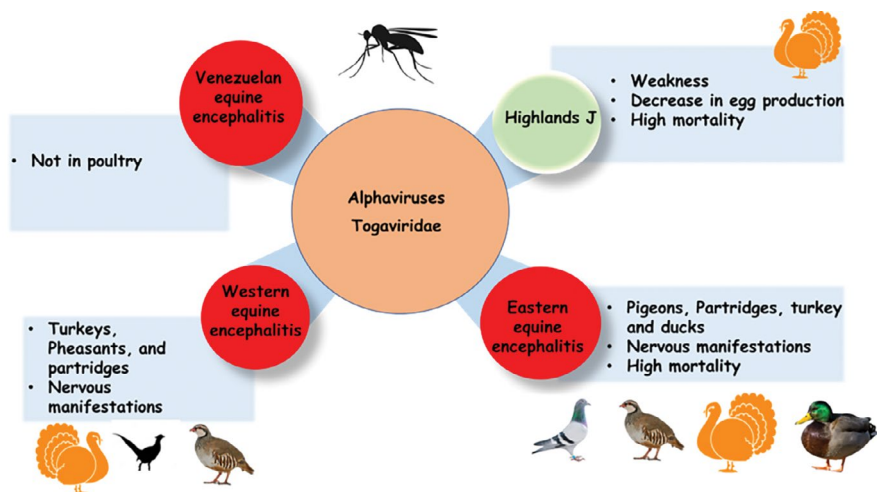 Venezuelan
equine
encephalitis
• Not in poultry
Highlands J
• Weakness
• Decrease in egg production
• High mortality
Alphaviruses
Togaviridae
Western
equine
encephalitis
• Turkeys,
Pheasants, and
partridges
• Nervous
manifestations
Eastern
equine
encephalitis
• Pigeons, Partridges, turkey
and ducks
• Nervous manifestations
• High mortality